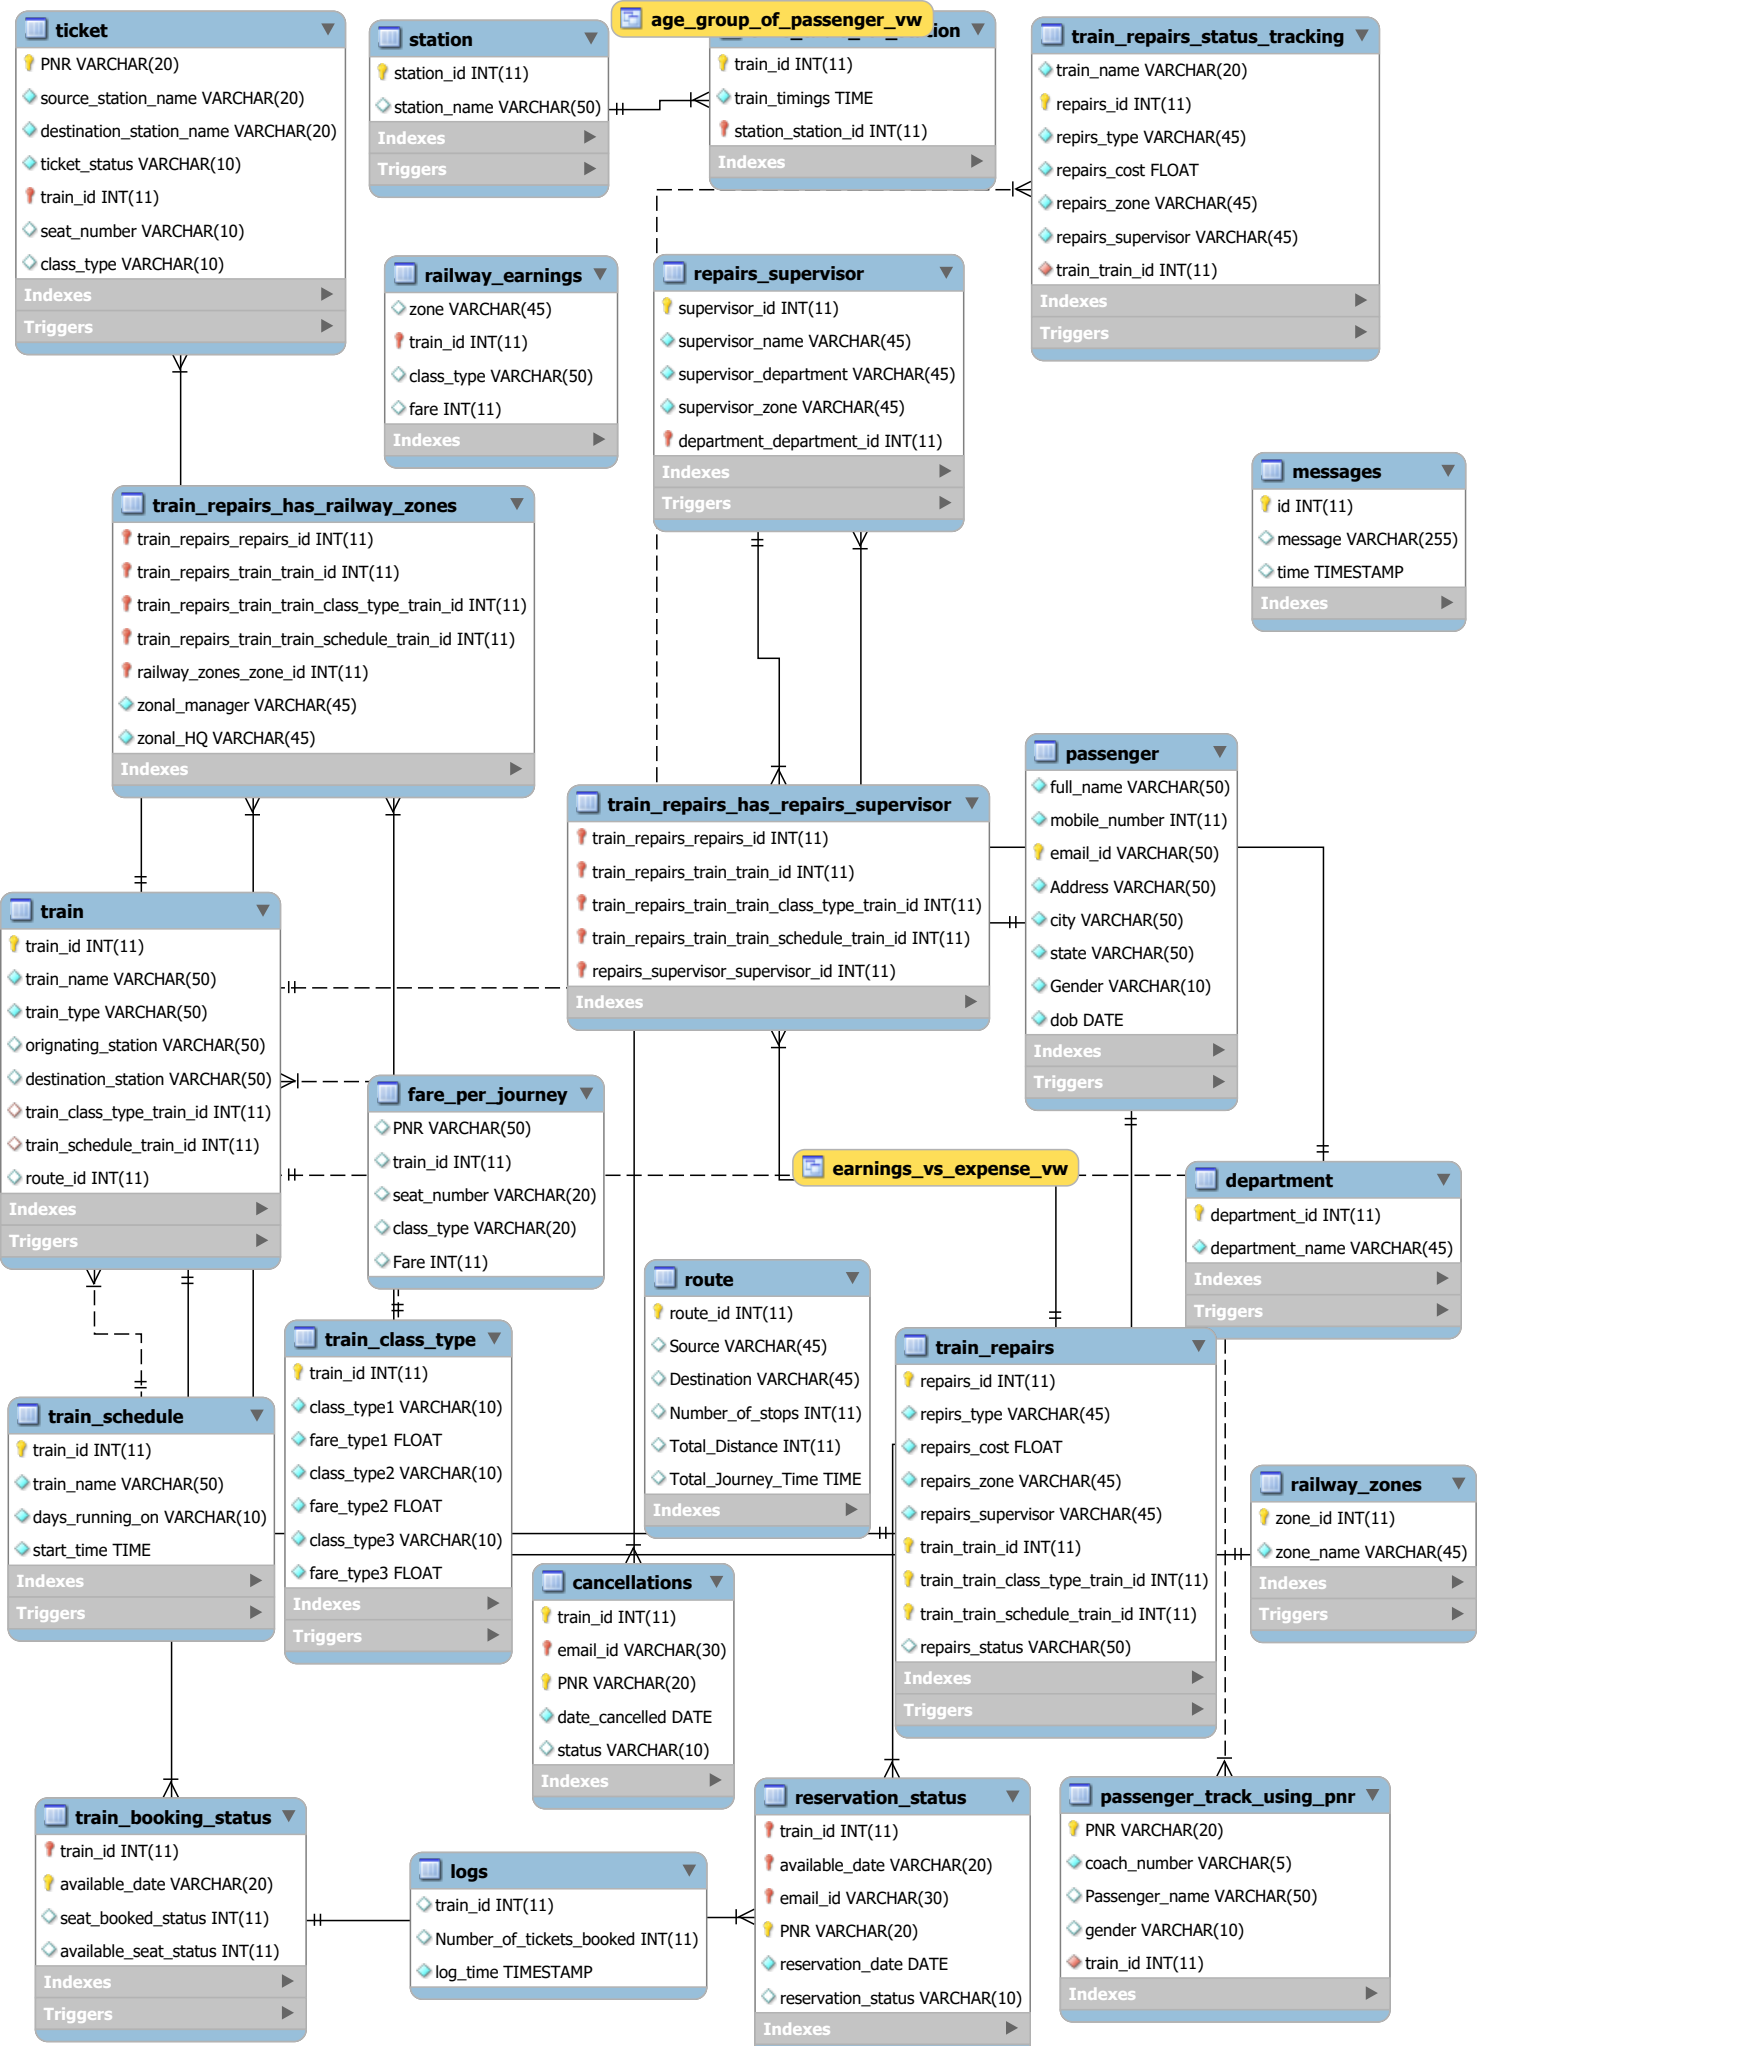 ticket
PNR VARCHAR(20)
source_station_name VARCHAR(20)
destination_station_name VARCHAR(20)
ticket_status VARCHAR(10)
train_id INT(11)
seat_number VARCHAR(10)
class_type VARCHAR(10)
Indexes
Triggers
station
station_id INT(11)
station_name VARCHAR(50)
Indexes
Triggers
age_group_of_passenger_vw
train_id INT(11)
train_timings TIME
station_station_id INT(11)
Indexes
train_repairs_status_tracking
train_name VARCHAR(20)
repairs_id INT(11)
repirs_type VARCHAR(45)
repairs_cost FLOAT
repairs_zone VARCHAR(45)
repairs_supervisor VARCHAR(45)
train_train_id INT(11)
Indexes
Triggers
railway_earnings
zone VARCHAR(45)
train_id INT(11)
class_type VARCHAR(50)
fare INT(11)
Indexes
repairs_supervisor
supervisor_id INT(11)
supervisor_name VARCHAR(45)
supervisor_department VARCHAR(45)
supervisor_zone VARCHAR(45)
department_department_id INT(11)
Indexes
Triggers
messages
id INT(11)
message VARCHAR(255)
time TIMESTAMP
Indexes
train_repairs_has_railway_zones
train_repairs_repairs_id INT(11)
train_repairs_train_train_id INT(11)
train_repairs_train_train_class_type_train_id INT(11)
train_repairs_train_train_schedule_train_id INT(11)
railway_zones_zone_id INT(11)
zonal_manager VARCHAR(45)
zonal_HQ VARCHAR(45)
Indexes
train_repairs_has_repairs_supervisor
train_repairs_repairs_id INT(11)
train_repairs_train_train_id INT(11)
train_repairs_train_train_class_type_train_id INT(11)
train_repairs_train_train_schedule_train_id INT(11)
repairs_supervisor_supervisor_id INT(11)
Indexes
passenger
full_name VARCHAR(50)
mobile_number INT(11)
email_id VARCHAR(50)
Address VARCHAR(50)
city VARCHAR(50)
state VARCHAR(50)
Gender VARCHAR(10)
dob DATE
Indexes
Triggers
train
train_id INT(11)
train_name VARCHAR(50)
train_type VARCHAR(50)
orignating_station VARCHAR(50)
destination_station VARCHAR(50)
train_class_type_train_id INT(11)
train_schedule_train_id INT(11)
route_id INT(11)
Indexes
Triggers
fare_per_journey
PNR VARCHAR(50)
train_id INT(11)
seat_number VARCHAR(20)
class_type VARCHAR(20)
Fare INT(11)
earnings_vs_expense_vw
department
department_id INT(11)
department_name VARCHAR(45)
Indexes
Triggers
route
route_id INT(11)
Source VARCHAR(45)
Destination VARCHAR(45)
Number_of_stops INT(11)
Total_Distance INT(11)
Total_Journey_Time TIME
Indexes
train_class_type
train_id INT(11)
class_type1 VARCHAR(10)
fare_type1 FLOAT
class_type2 VARCHAR(10)
fare_type2 FLOAT
class_type3 VARCHAR(10)
fare_type3 FLOAT
Indexes
Triggers
train_repairs
repairs_id INT(11)
repirs_type VARCHAR(45)
repairs_cost FLOAT
repairs_zone VARCHAR(45)
repairs_supervisor VARCHAR(45)
train_train_id INT(11)
train_train_class_type_train_id INT(11)
train_train_schedule_train_id INT(11)
repairs_status VARCHAR(50)
Indexes
Triggers
train_schedule
train_id INT(11)
train_name VARCHAR(50)
days_running_on VARCHAR(10)
start_time TIME
Indexes
Triggers
railway_zones
zone_id INT(11)
zone_name VARCHAR(45)
Indexes
Triggers
cancellations
train_id INT(11)
email_id VARCHAR(30)
PNR VARCHAR(20)
date_cancelled DATE
status VARCHAR(10)
Indexes
train_booking_status
train_id INT(11)
available_date VARCHAR(20)
seat_booked_status INT(11)
available_seat_status INT(11)
Indexes
Triggers
logs
train_id INT(11)
Number_of_tickets_booked INT(11)
log_time TIMESTAMP
reservation_status
train_id INT(11)
available_date VARCHAR(20)
email_id VARCHAR(30)
PNR VARCHAR(20)
reservation_date DATE
reservation_status VARCHAR(10)
Indexes
passenger_track_using_pnr
PNR VARCHAR(20)
coach_number VARCHAR(5)
Passenger_name VARCHAR(50)
gender VARCHAR(10)
train_id INT(11)
Indexes